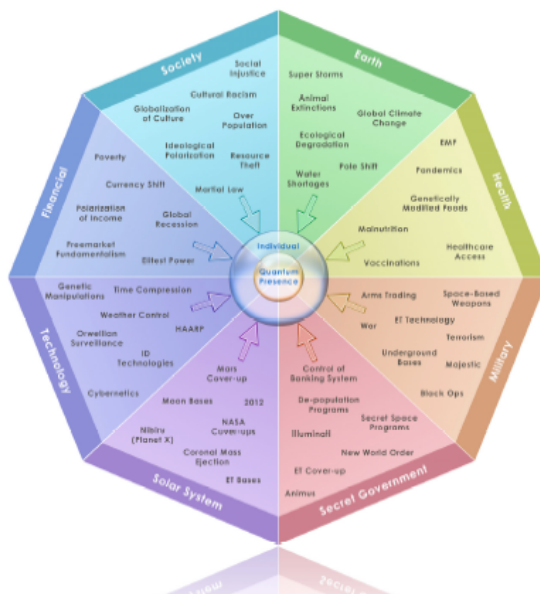 Society
Social
Injustice
Cultural Racism
Globalization
of Culture
Over
Population
Ideological
Polarization
Resource
Theft
Martial Law
Earth
Super Storms
Animal
Extinctions
Global Climate
Change
Ecological
Degradation
Pole Shift
Water
Shortages
Health
EMF
Pandemics
Genetically
Modified Foods
Malnutrition
Healthcare
Access
Vaccinations
Military
Arms Trading
Space-Based
Weapons
War
ET Technology
Terrorism
Underground
Bases
Majestic
Black Ops
Secret Government
Control of
Banking System
De-population
Programs
Secret Space
Programs
Illuminati
New World Order
ET Cover-up
Animus
Solar System
Mars
Cover-up
Moon Bases
2012
NASA
Cover-ups
Nibiru
(Planet X)
Coronal Mass
Ejection
ET Bases
Technology
Genetic
Manipulations
Time Compression
Weather Control
HAARP
Orwellian
Surveillance
ID
Technologies
Cybernetics
Financial
Poverty
Currency Shift
Polarization
of Income
Global
Recession
Freemarket
Fundamentalism
Elitest Power
Individual
Quantum
Presence